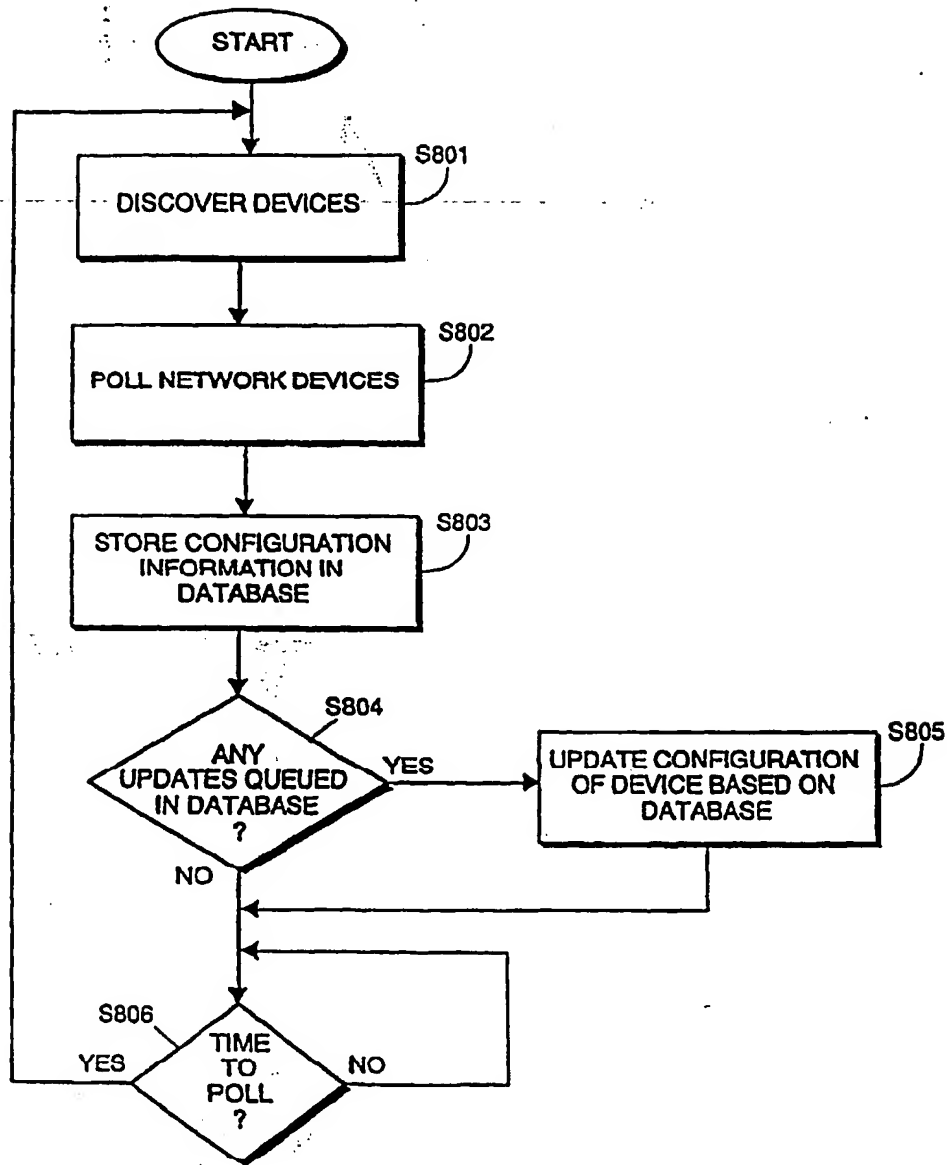 START
S801
DISCOVER DEVICES
S802
POLL NETWORK DEVICES
S803
STORE CONFIGURATION
INFORMATION IN
DATABASE
S804
ANY
UPDATES QUEUED
IN DATABASE
?
YES
NO
S805
UPDATE CONFIGURATION
OF DEVICE BASED ON
DATABASE
S806
TIME
TO
POLL
?
YES
NO